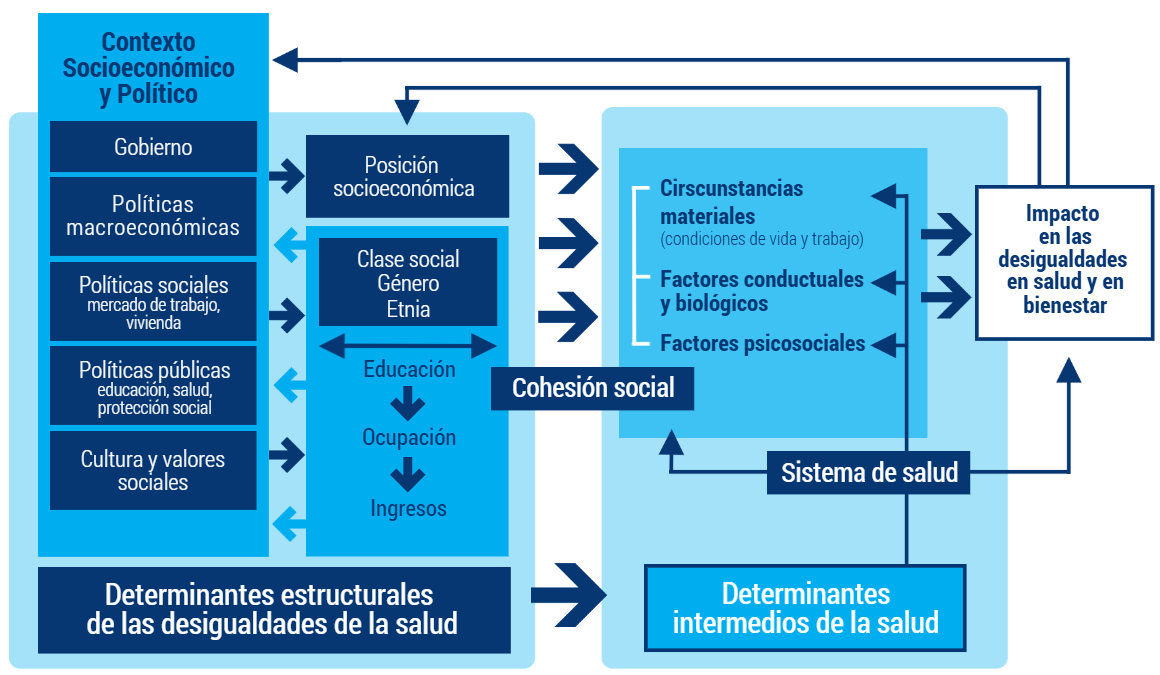 Contexto
Socioeconómico
y Político
Gobierno
Políticas
macroeconómicas
Políticas sociales
mercado de trabajo,
vivienda
Políticas públicas
educación, salud,
protección social
Cultura y valores
sociales
Posición
socioeconómica
Clase social
Género
Etnia
Educación
Ocupación
Ingresos
Determinantes estructurales
de las desigualdades de la salud
Cohesión social
Cirscunstancias
materiales
(condiciones de vida y trabajo)
Factores conductuales
y biológicos
Factores psicosociales
Sistema de salud
Determinantes
intermedios de la salud
Impacto
en las
desigualdades
en salud y en
bienestar